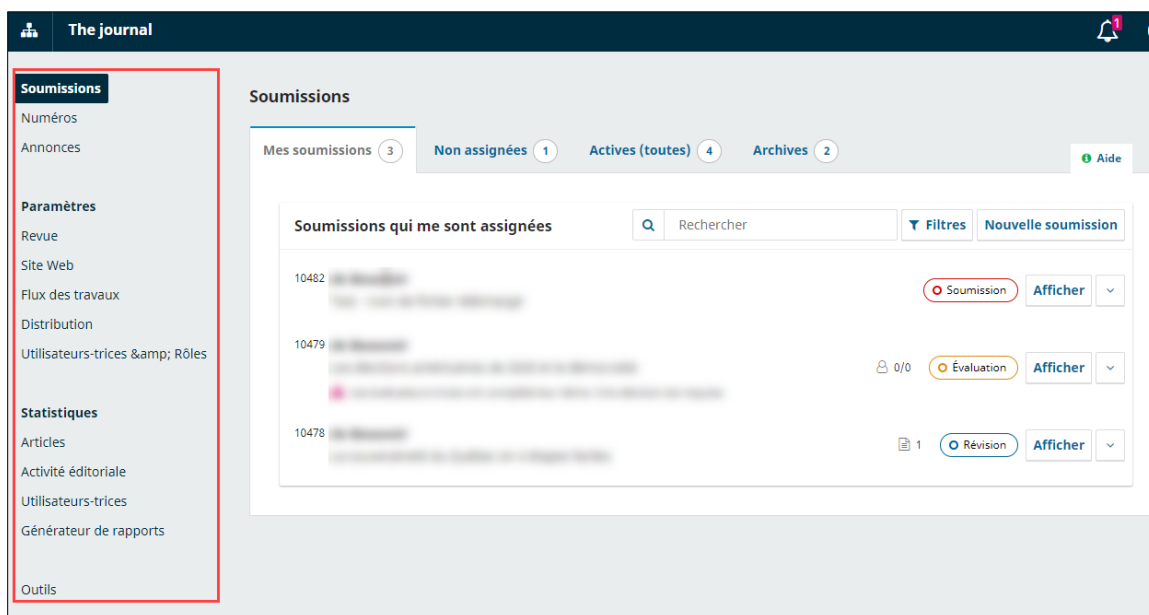 The journal
1
Soumissions
Numéros
Annonces
Paramètres
Revue
Site Web
Flux des travaux
Distribution
Utilisateurs-trices &amp; Rôles
Statistiques
Articles
Activité éditoriale
Utilisateurs-trices
Générateur de rapports
Outils
Soumissions
Mes soumissions 3 Non assignées 1 Actives (toutes) 4 Archives 2
Aide
Soumissions qui me sont assignées Rechercher Filtres Nouvelle soumission
10482
Soumission Afficher
10479
0/0 Évaluation Afficher
10478
1 Révision Afficher